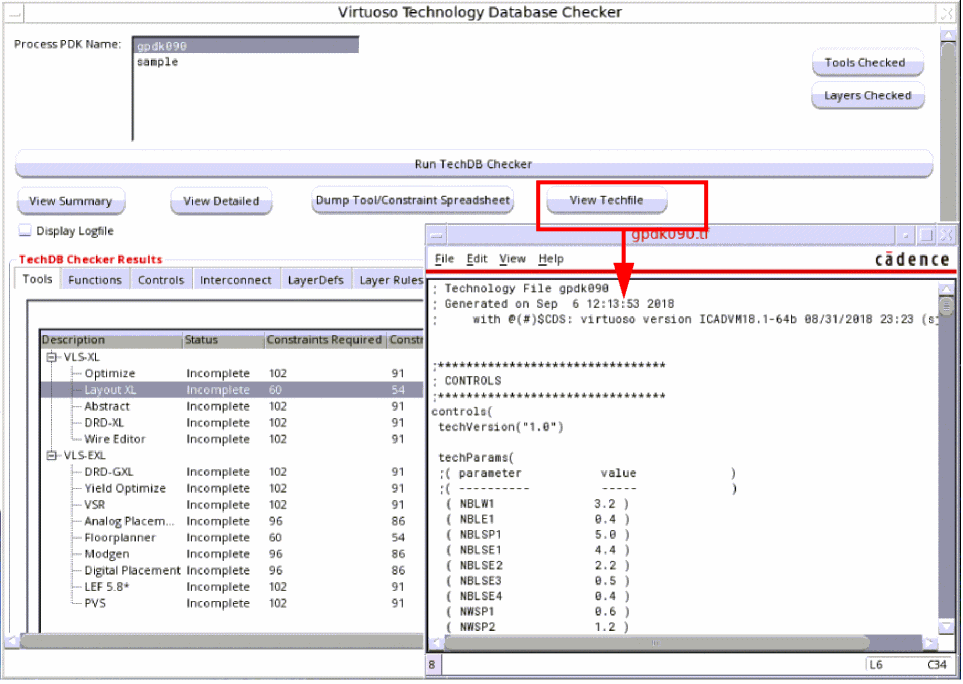 Virtuoso Technology Database Checker
Process PDK Name:
gpdk090
sample
Tools Checked
Layers Checked
Run TechDB Checker
View Summary
View Detailed
Dump Tool/Constraint Spreadsheet
View Techfile
Display Logfile
TechDB Checker Results
Tools Functions Controls Interconnect LayerDefs Layer Rules
Description Status Constraints Required Constr
VLS-XL
Optimize Incomplete 102 91
Layout XL Incomplete 60 54
Abstract Incomplete 102 91
DRD-XL Incomplete 102 91
Wire Editor Incomplete 102 91
VLS-EXL
DRD-GXL Incomplete 102 91
Yield Optimize Incomplete 102 91
VSR Incomplete 102 91
Analog Placem... Incomplete 96 86
Floorplanner Incomplete 60 54
Modgen Incomplete 96 86
Digital Placement Incomplete 96 86
LEF 5.8* Incomplete 102 91
PVS Incomplete 102 91
gpdk090.tf
File Edit View Help
cādence
; Technology File gpdk090
; Generated on Sep  6 12:13:53 2018
;     with @(#)$CDS: virtuoso version ICADVM18.1-64b 08/31/2018 23:23 (s
;********************************
; CONTROLS
;********************************
controls(
techVersion("1.0")
techParams(
;( parameter value )
;( ---------- ----- )
( NBLW1 3.2 )
( NBLE1 0.4 )
( NBLSP1 5.0 )
( NBLSE1 4.4 )
( NBLSE2 2.2 )
( NBLSE3 0.5 )
( NBLSE4 0.4 )
( NWSP1 0.6 )
( NWSP2 1.2 )
8
L6 C34